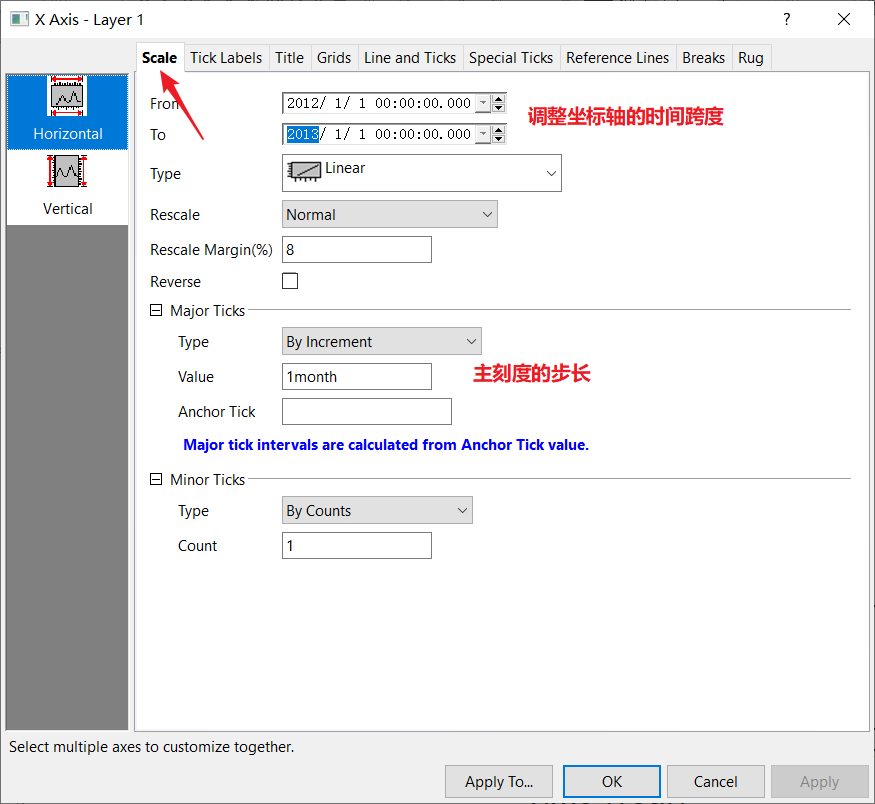 X Axis - Layer 1
?
Scale
Tick Labels
Title
Grids
Line and Ticks
Special Ticks
Reference Lines
Breaks
Rug
Horizontal
Vertical
From
2012/ 1/ 1 00:00:00.000
调整坐标轴的时间跨度
To
2013/ 1/ 1 00:00:00.000
Type
Linear
Rescale
Normal
Rescale Margin(%)
8
Reverse
Major Ticks
Type
By Increment
Value
1month
主刻度的步长
Anchor Tick
Major tick intervals are calculated from Anchor Tick value.
Minor Ticks
Type
By Counts
Count
1
Select multiple axes to customize together.
Apply To...
OK
Cancel
Apply